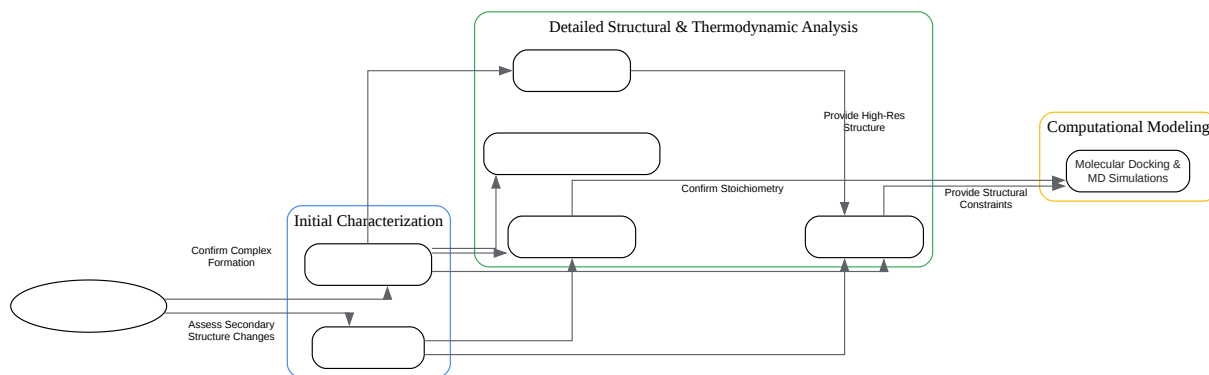 Detailed Structural & Thermodynamic Analysis
Provide High-Res
Structure
Computational Modeling
Molecular Docking &
MD Simulations
Confirm Stoichiometry
Provide Structural
Constraints
Initial Characterization
Confirm Complex
Formation
Assess Secondary
Structure Changes